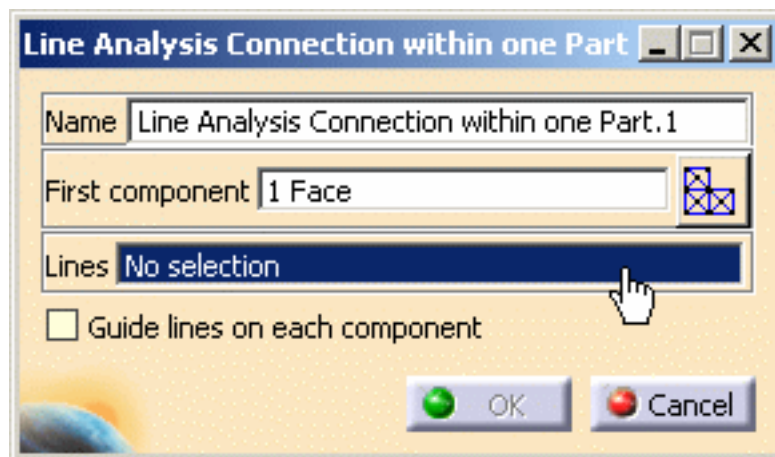 Line Analysis Connection within one Part
Name Line Analysis Connection within one Part.1
First component 1 Face
Lines No selection
Guide lines on each component
OK Cancel